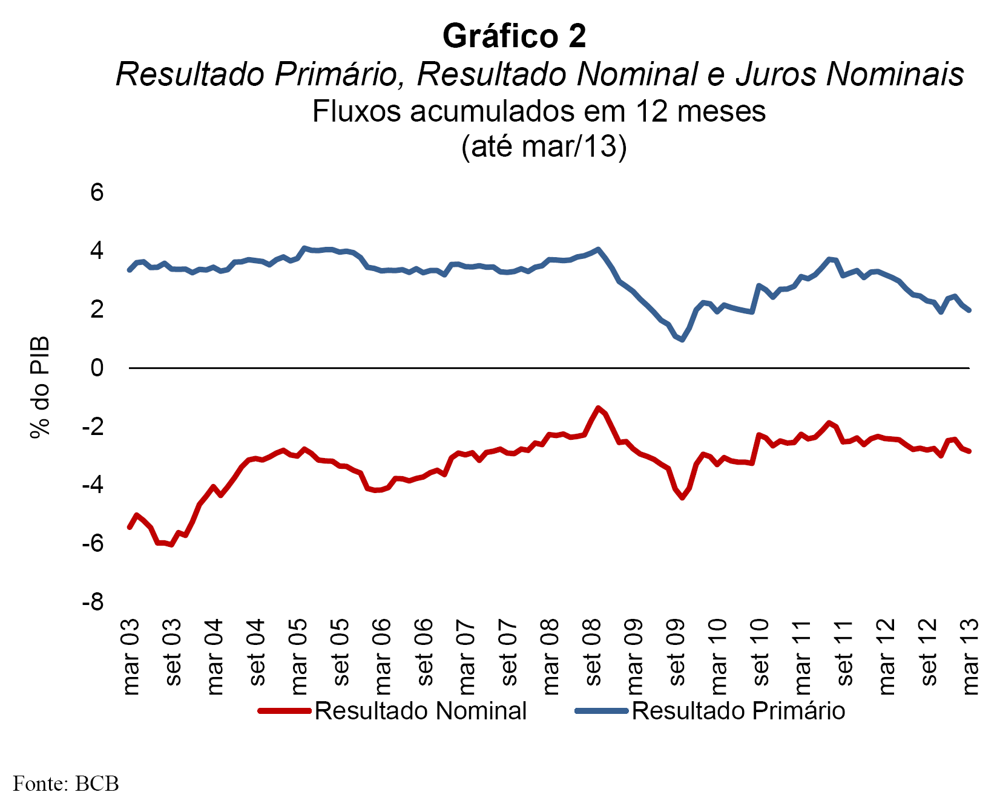 Gráfico 2
Resultado Primário, Resultado Nominal e Juros Nominais
Fluxos acumulados em 12 meses
(até mar/13)
6
4
2
0
-2
-4
-6
-8
% do PIB
mar 03
set 03
mar 04
set 04
mar 05
set 05
mar 06
set 06
mar 07
set 07
mar 08
set 08
mar 09
set 09
mar 10
set 10
mar 11
set 11
mar 12
set 12
mar 13
Resultado Nominal
Resultado Primário
Fonte: BCB